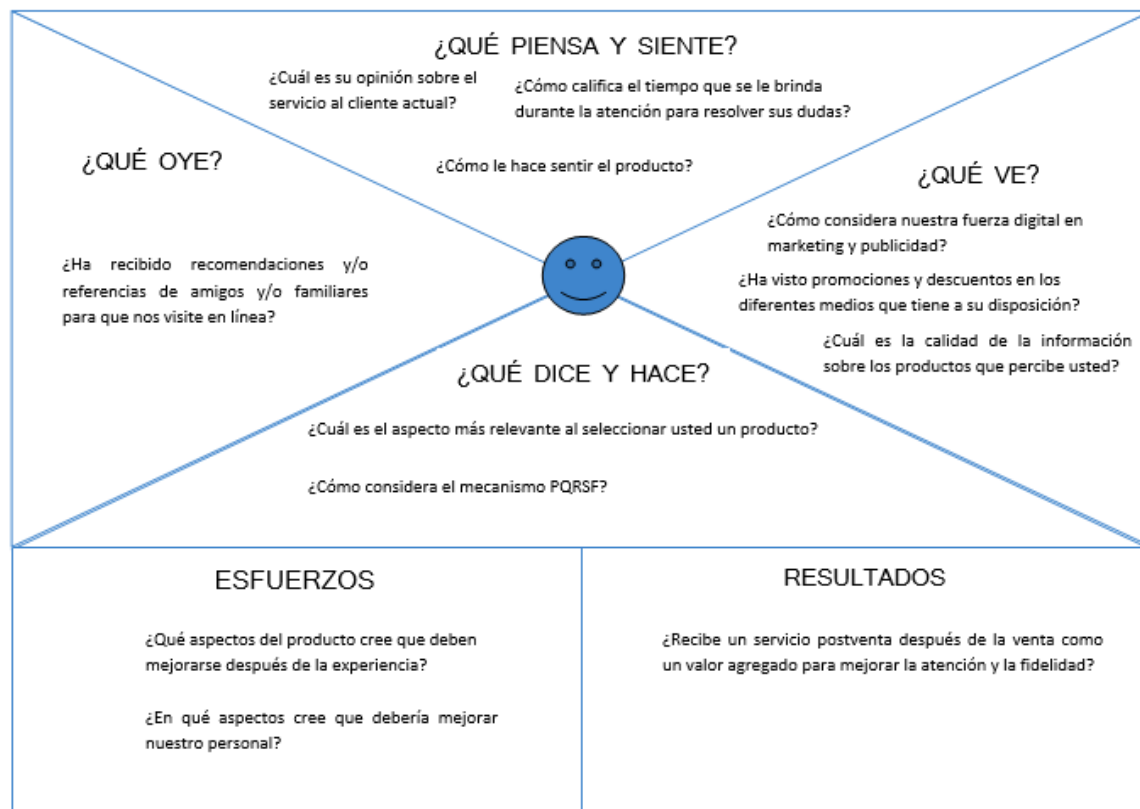 ¿QUÉ PIENSA Y SIENTE?
¿Cuál es su opinión sobre el
servicio al cliente actual?
¿Cómo califica el tiempo que se le brinda
durante la atención para resolver sus dudas?
¿Cómo le hace sentir el producto?
¿QUÉ OYE?
¿Ha recibido recomendaciones y/o
referencias de amigos y/o familiares
para que nos visite en línea?
¿QUÉ VE?
¿Cómo considera nuestra fuerza digital en
marketing y publicidad?
¿Ha visto promociones y descuentos en los
diferentes medios que tiene a su disposición?
¿Cuál es la calidad de la información
sobre los productos que percibe usted?
¿QUÉ DICE Y HACE?
¿Cuál es el aspecto más relevante al seleccionar usted un producto?
¿Cómo considera el mecanismo PQRSF?
ESFUERZOS
¿Qué aspectos del producto cree que deben
mejorarse después de la experiencia?
¿En qué aspectos cree que debería mejorar
nuestro personal?
RESULTADOS
¿Recibe un servicio postventa después de la venta como
un valor agregado para mejorar la atención y la fidelidad?